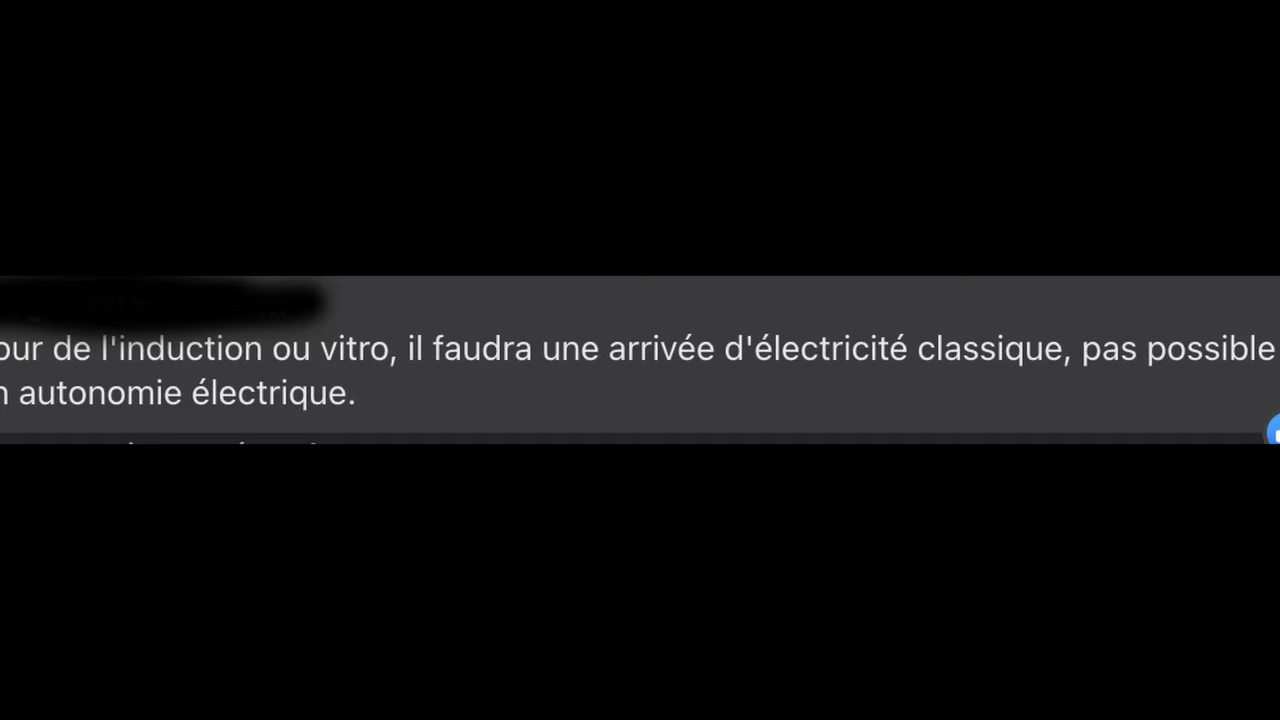 our de l'induction ou vitro, il faudra une arrivée d'électricité classique, pas possible
n autonomie électrique.